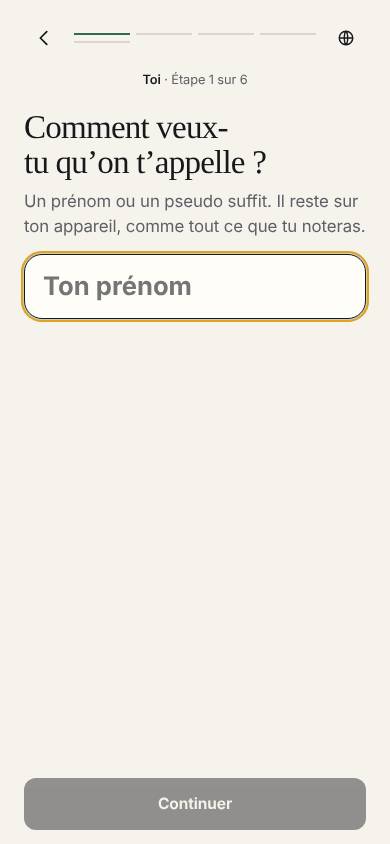 Toi · Étape 1 sur 6
Comment veux-
tu qu’on t’appelle ?
Un prénom ou un pseudo suffit. Il reste sur
ton appareil, comme tout ce que tu noteras.
Ton prénom
Continuer